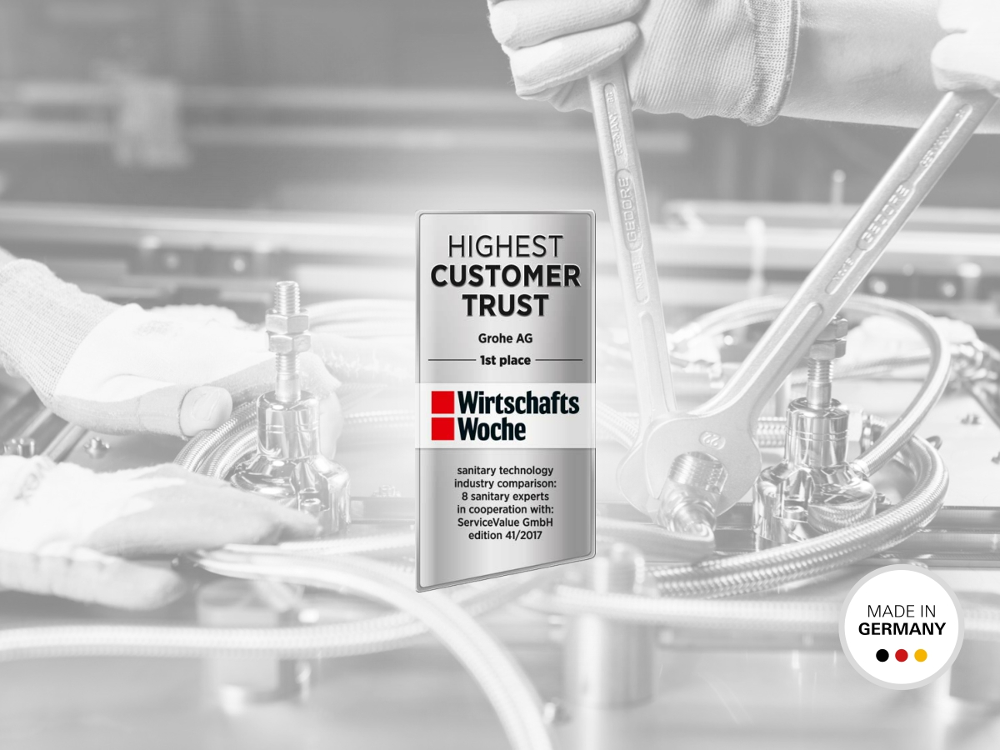 HIGHEST
CUSTOMER
TRUST
Grohe AG
1st place
Wirtschafts
Woche
sanitary technology
industry comparison:
8 sanitary experts
in cooperation with:
ServiceValue GmbH
edition 41/2017
GEDORE
GEDORE
22
MADE IN
GERMANY